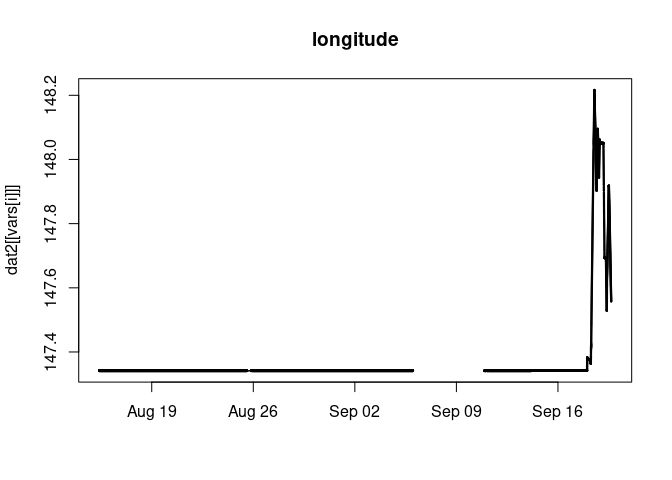 longitude
dat2[[vars[i]]]
148.2
148.0
147.8
147.6
147.4
Aug 19
Aug 26
Sep 02
Sep 09
Sep 16